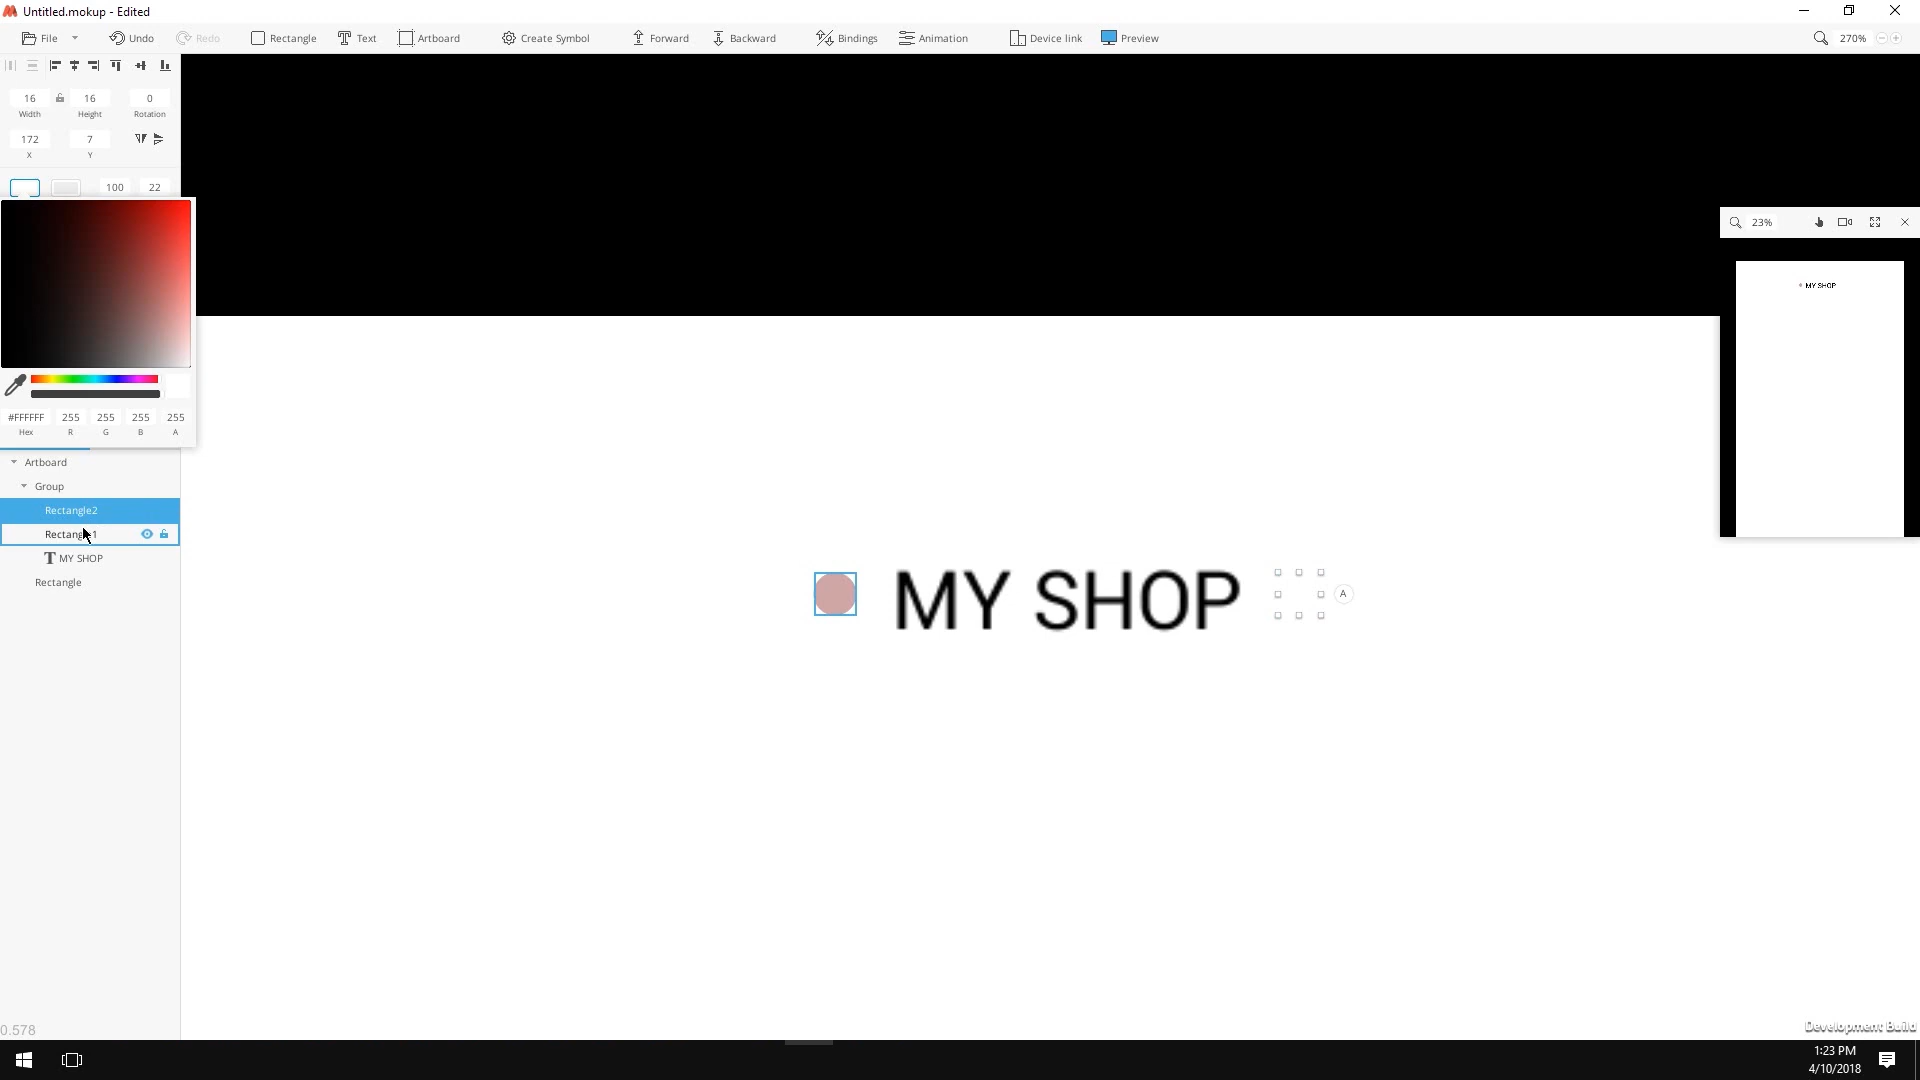 Untitled.mokup - Edited
File Undo Redo Rectangle Text Artboard Create Symbol Forward Backward Bindings Animation Device link Preview 270%
16 16 0
Width Height Rotation
172 7
X Y
100 22
23%
MY SHOP
#FFFFFF 255 255 255 255
Hex R G B A
Artboard
Group
Rectangle2
Rectangle1
MY SHOP
Rectangle
MY SHOP A
0.578
Development Build
1:23 PM
4/10/2018